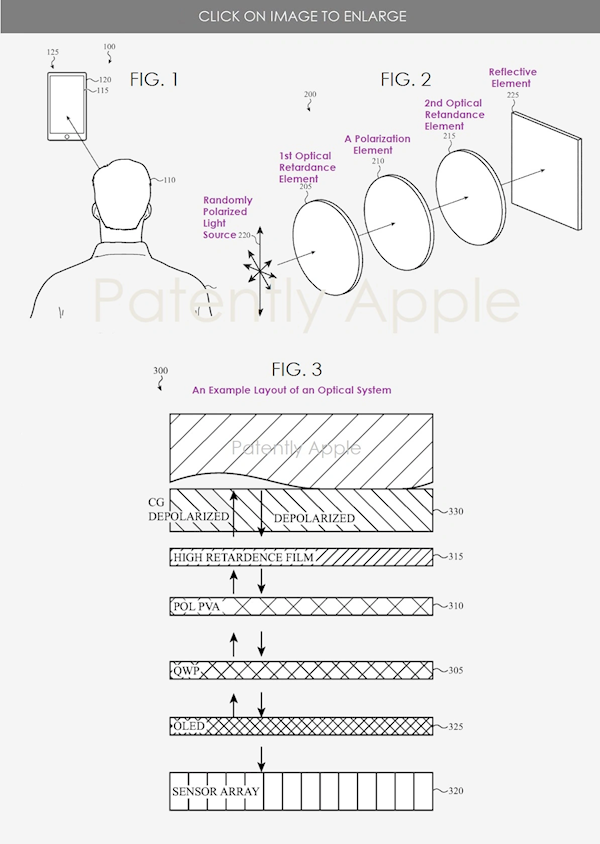 CLICK ON IMAGE TO ENLARGE
125
100
FIG. 1
120
115
110
FIG. 2
200
Reflective
Element
225
2nd Optical
Retardance
Element
215
A Polarization
Element
210
1st Optical
Retardance
Element
205
Randomly
Polarized
Light
Source
220
Patently Apple
FIG. 3
300
An Example Layout of an Optical System
Patently Apple
CG
DEPOLARIZED
DEPOLARIZED
330
HIGH RETARDENCE FILM
315
POL PVA
310
QWP
305
OLED
325
SENSOR ARRAY
320